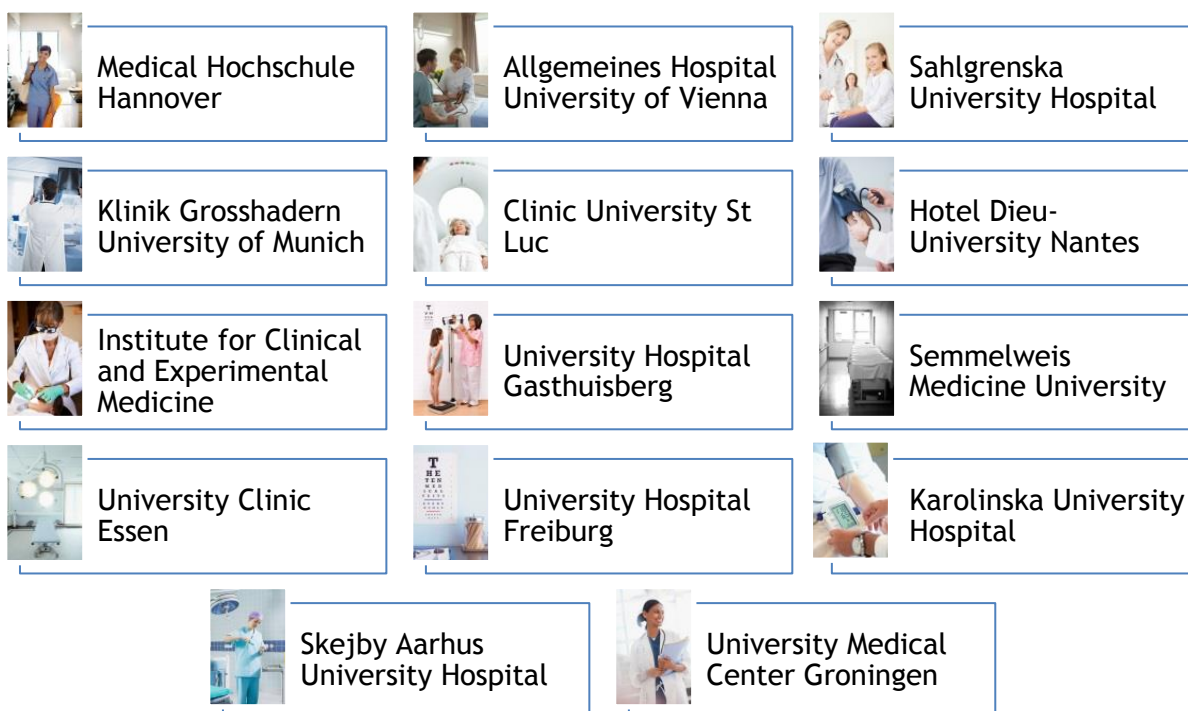 Medical Hochschule
Hannover
Allgemeines Hospital
University of Vienna
Sahlgrenska
University Hospital
Klinik Grosshadern
University of Munich
Clinic University St
Luc
Hotel Dieu-
University Nantes
Institute for Clinical
and Experimental
Medicine
University Hospital
Gasthuisberg
Semmelweis
Medicine University
University Clinic
Essen
University Hospital
Freiburg
Karolinska University
Hospital
Skejby Aarhus
University Hospital
University Medical
Center Groningen